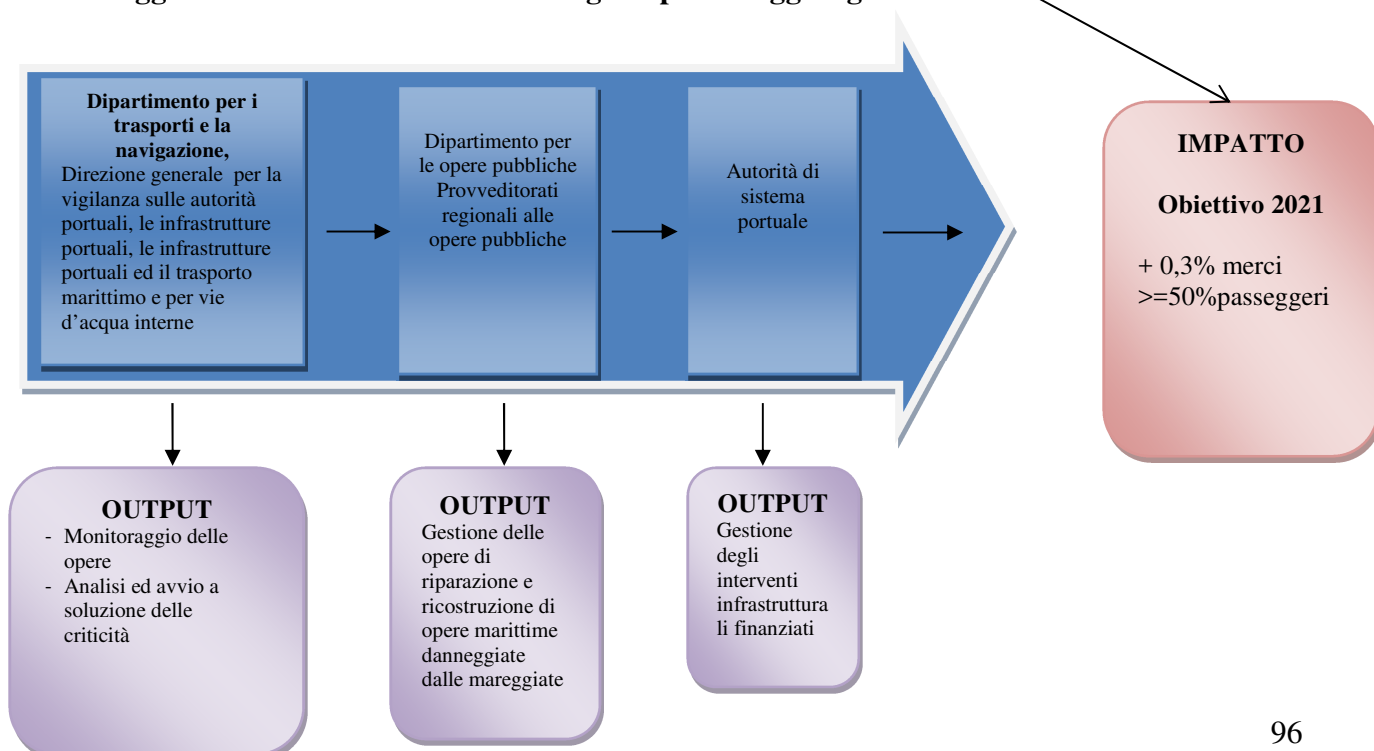 Dipartimento per i
trasporti e la
navigazione,
Direzione generale per la
vigilanza sulle autorità
portuali, le infrastrutture
portuali, le infrastrutture
portuali ed il trasporto
marittimo e per vie
d’acqua interne
Dipartimento per
le opere pubbliche
Provveditorati
regionali alle
opere pubbliche
Autorità di
sistema
portuale
IMPATTO
Obiettivo 2021
+ 0,3% merci
>=50%passeggeri
OUTPUT
- Monitoraggio delle
opere
- Analisi ed avvio a
soluzione delle
criticità
OUTPUT
Gestione delle
opere di
riparazione e
ricostruzione di
opere marittime
danneggiate
dalle mareggiate
OUTPUT
Gestione
degli
interventi
infrastruttura
li finanziati
96